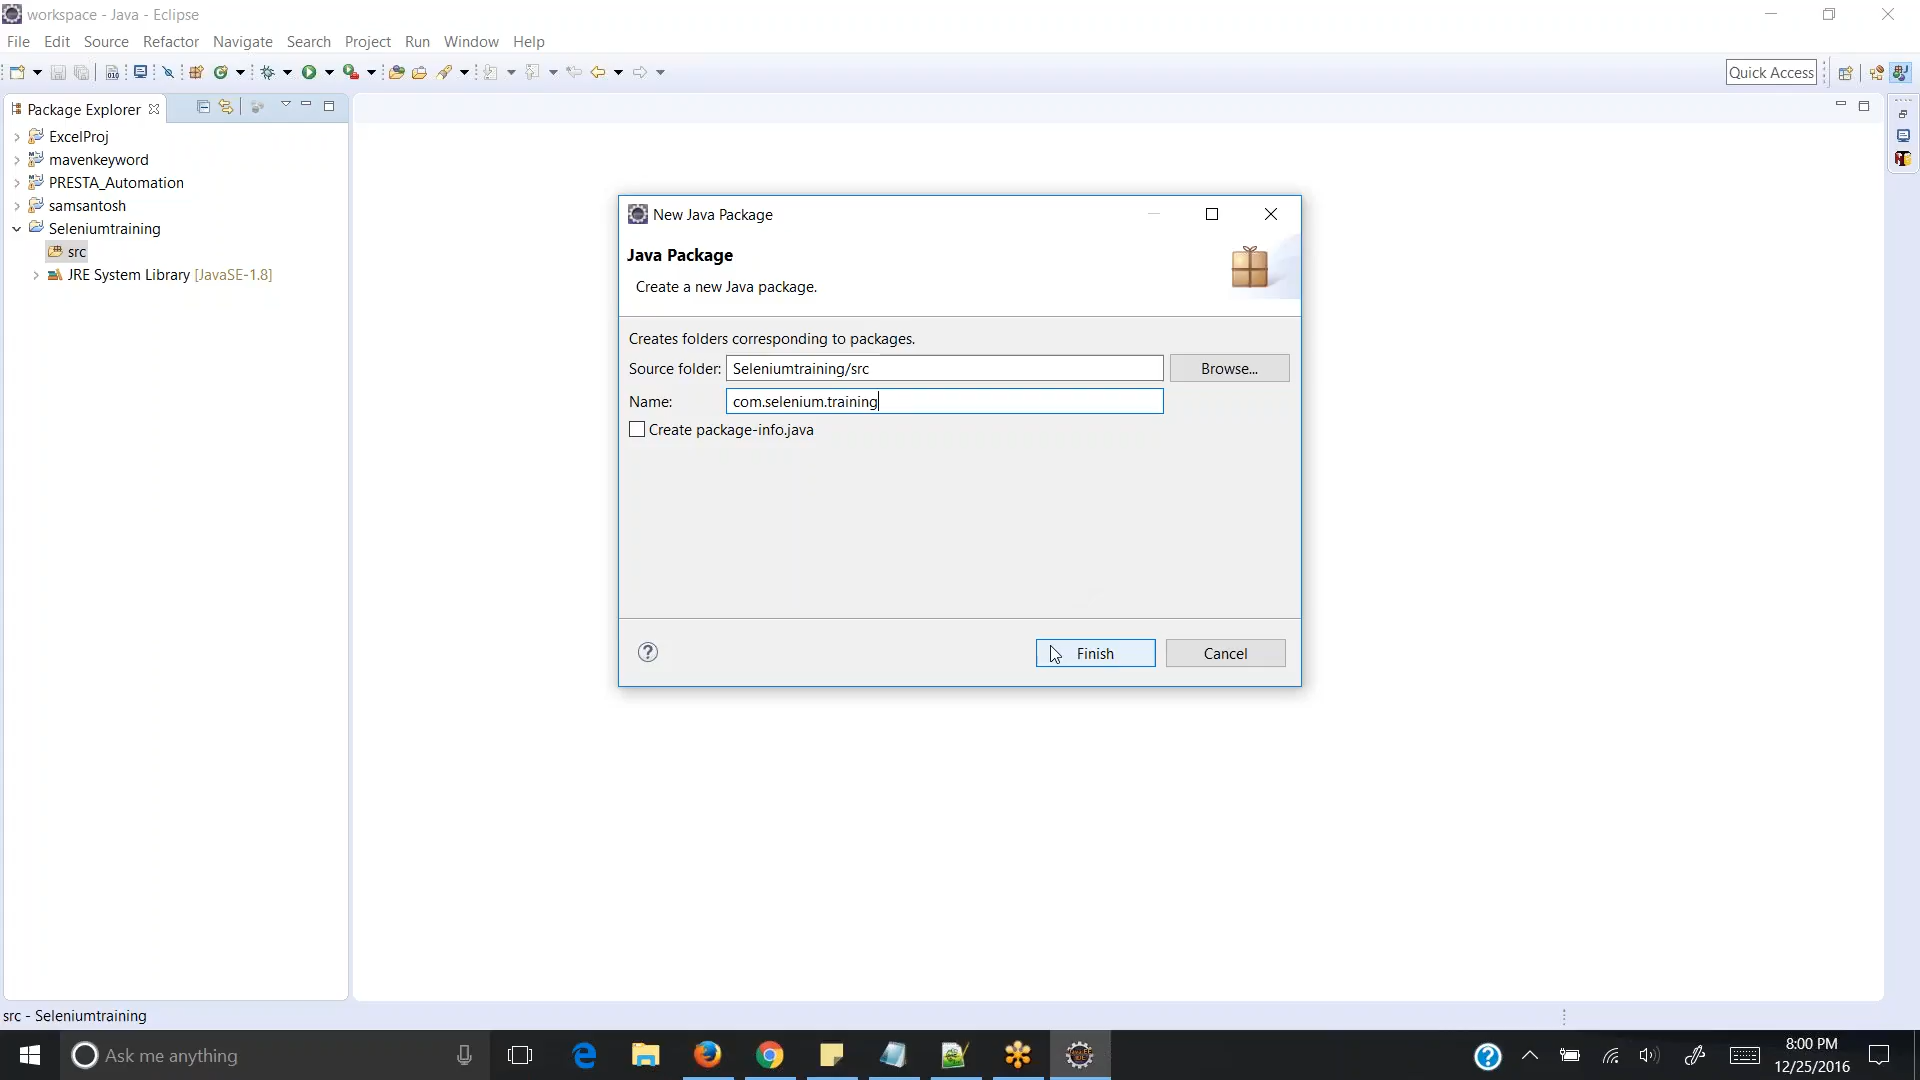 workspace - Java - Eclipse
File Edit Source Refactor Navigate Search Project Run Window Help
Quick Access
Package Explorer
ExcelProj
mavenkeyword
PRESTA_Automation
samsantosh
Seleniumtraining
src
JRE System Library [JavaSE-1.8]
New Java Package
Java Package
Create a new Java package.
Creates folders corresponding to packages.
Source folder: Seleniumtraining/src Browse...
Name: com.selenium.training
Create package-info.java
Finish Cancel
src - Seleniumtraining
Ask me anything
8:00 PM
12/25/2016